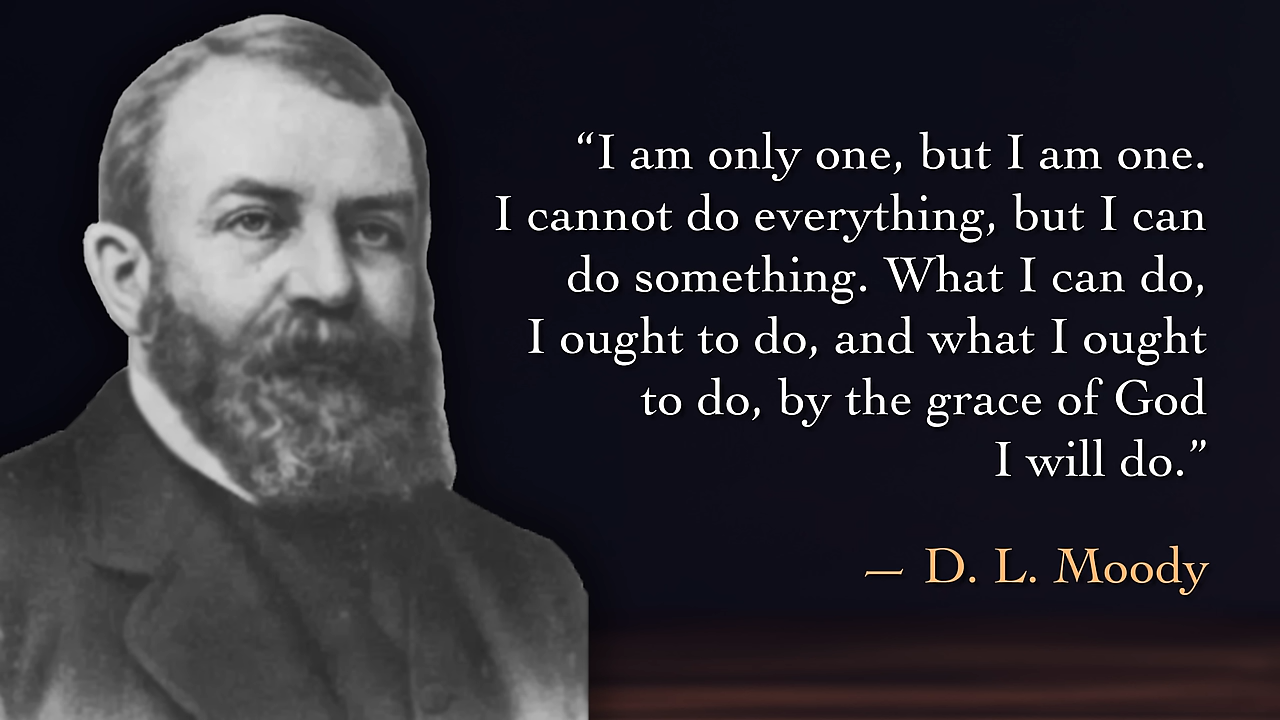 “I am only one, but I am one.
I cannot do everything, but I can
do something. What I can do,
I ought to do, and what I ought
to do, by the grace of God
I will do.”
— D. L. Moody